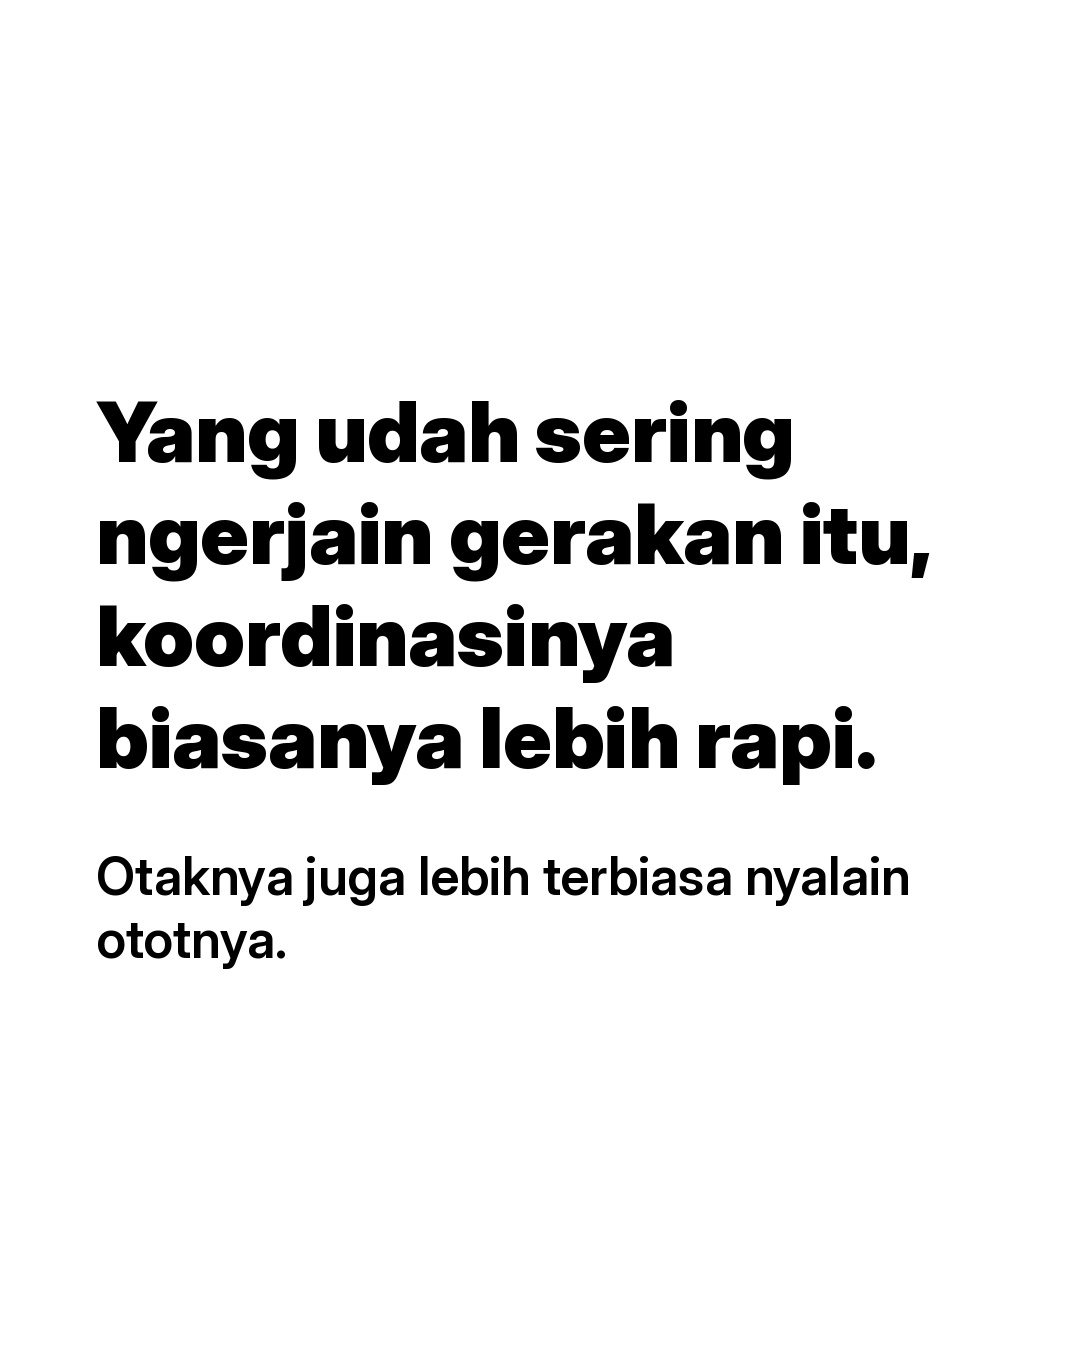 Yang udah sering
ngerjain gerakan itu,
koordinasinya
biasanya lebih rapi.
Otaknya juga lebih terbiasa nyalain
ototnya.